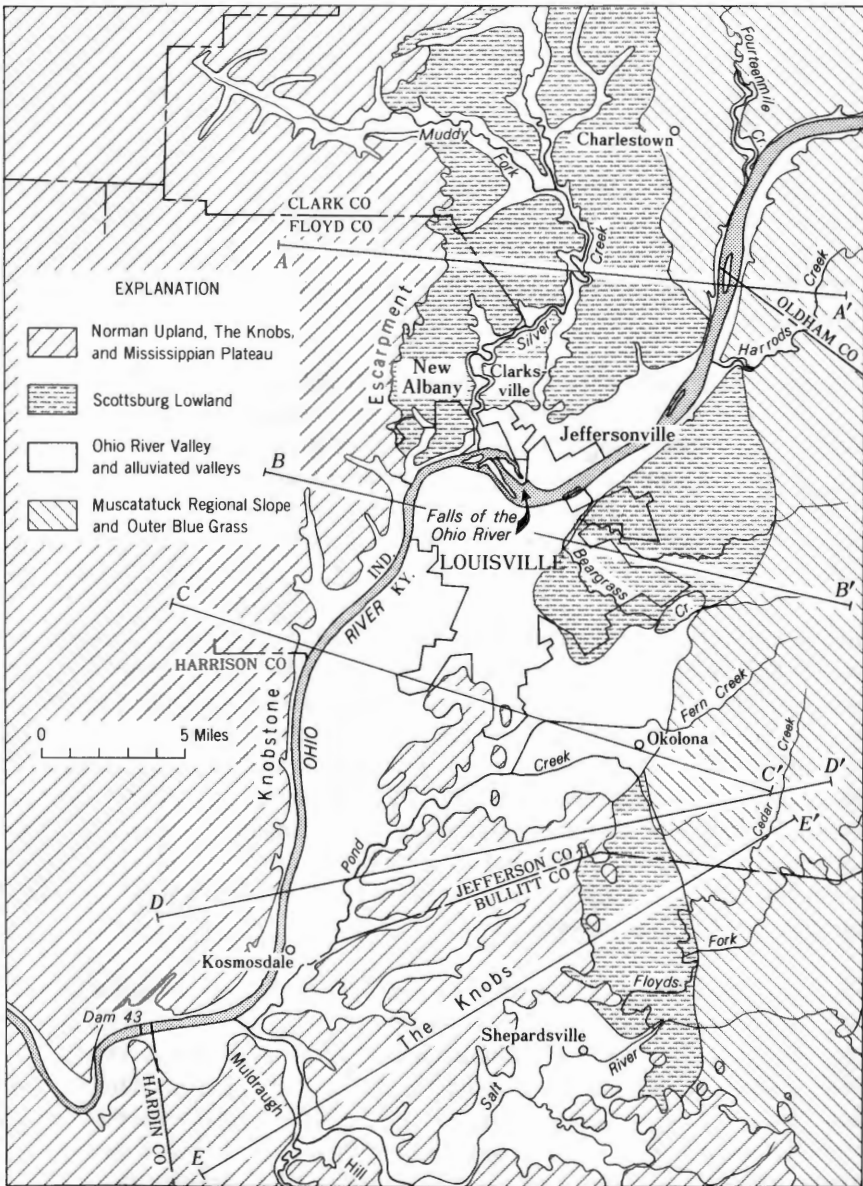 Fourteenmile
Cr.
Muddy
Fork
Charlestown
CLARK CO
FLOYD CO
Creek
A
A'
OLDHAM CO
Creek
Harrods
EXPLANATION
Norman Upland, The Knobs,
and Mississippian Plateau
Scottsburg Lowland
Ohio River Valley
and alluviated valleys
Muscatatuck Regional Slope
and Outer Blue Grass
Escarpment
Silver
New
Albany
Clarks-
ville
Jeffersonville
B
Falls of the
Ohio River
LOUISVILLE
Beargrass
Cr.
B'
IND.
KY.
RIVER
C
HARRISON CO
0 5 Miles
Knobstone
OHIO
Fern Creek
Okolona
Creek
Creek
Cedar
C'
D'
E'
Pond
JEFFERSON CO
BULLITT CO
D
Kosmosdale
The Knobs
Fork
Floyds
Dam 43
Shepardsville
River
HARDIN CO
Muldraugh
Salt
E
Hill